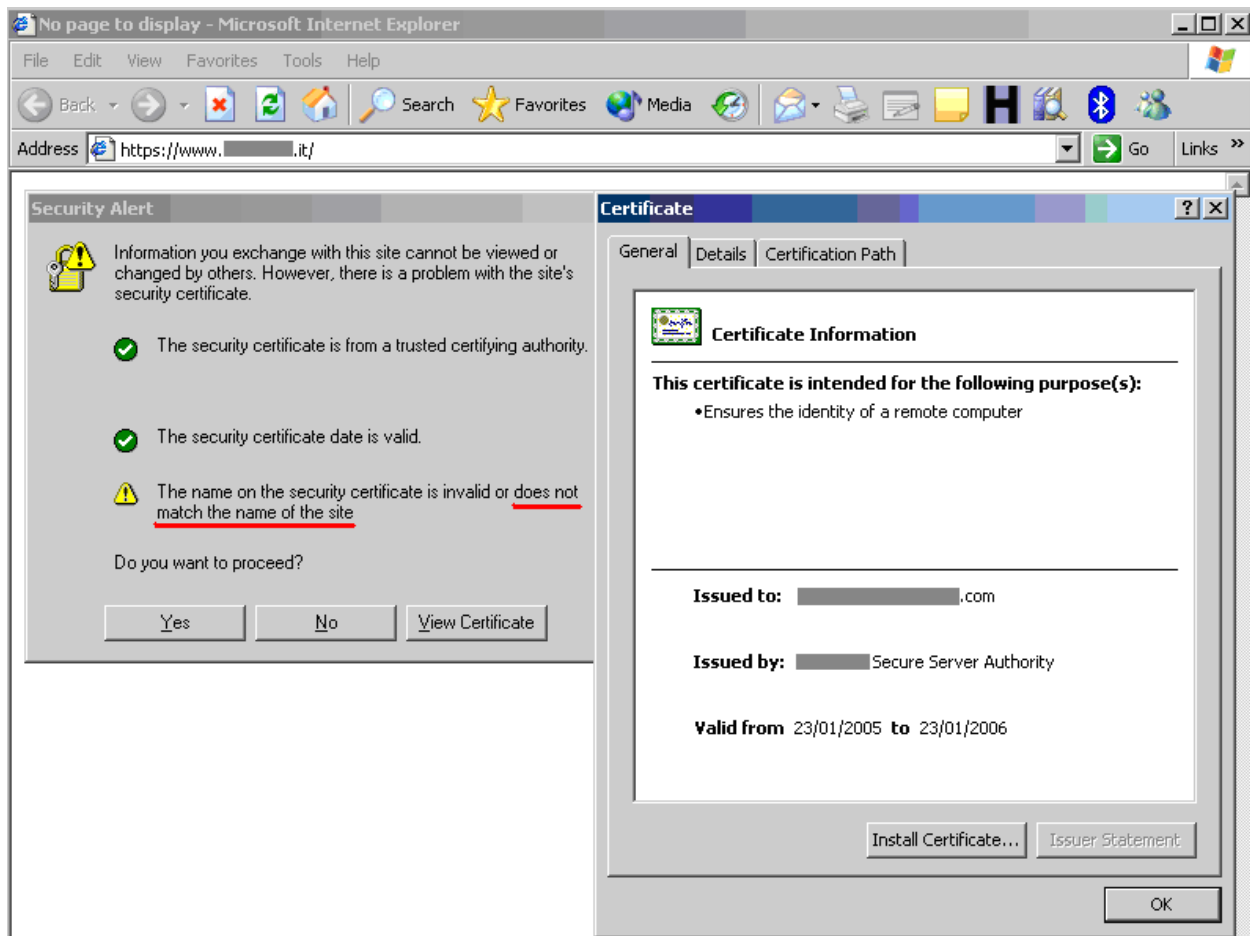 No page to display - Microsoft Internet Explorer
File Edit View Favorites Tools Help
Back Search Favorites Media
Address https://www. .it/ Go Links »
Security Alert
Information you exchange with this site cannot be viewed or
changed by others. However, there is a problem with the site's
security certificate.
The security certificate is from a trusted certifying authority.
The security certificate date is valid.
The name on the security certificate is invalid or does not
match the name of the site
Do you want to proceed?
Yes No View Certificate
Certificate
General Details Certification Path
Certificate Information
This certificate is intended for the following purpose(s):
•Ensures the identity of a remote computer
Issued to: .com
Issued by: Secure Server Authority
Valid from 23/01/2005 to 23/01/2006
Install Certificate... Issuer Statement
OK